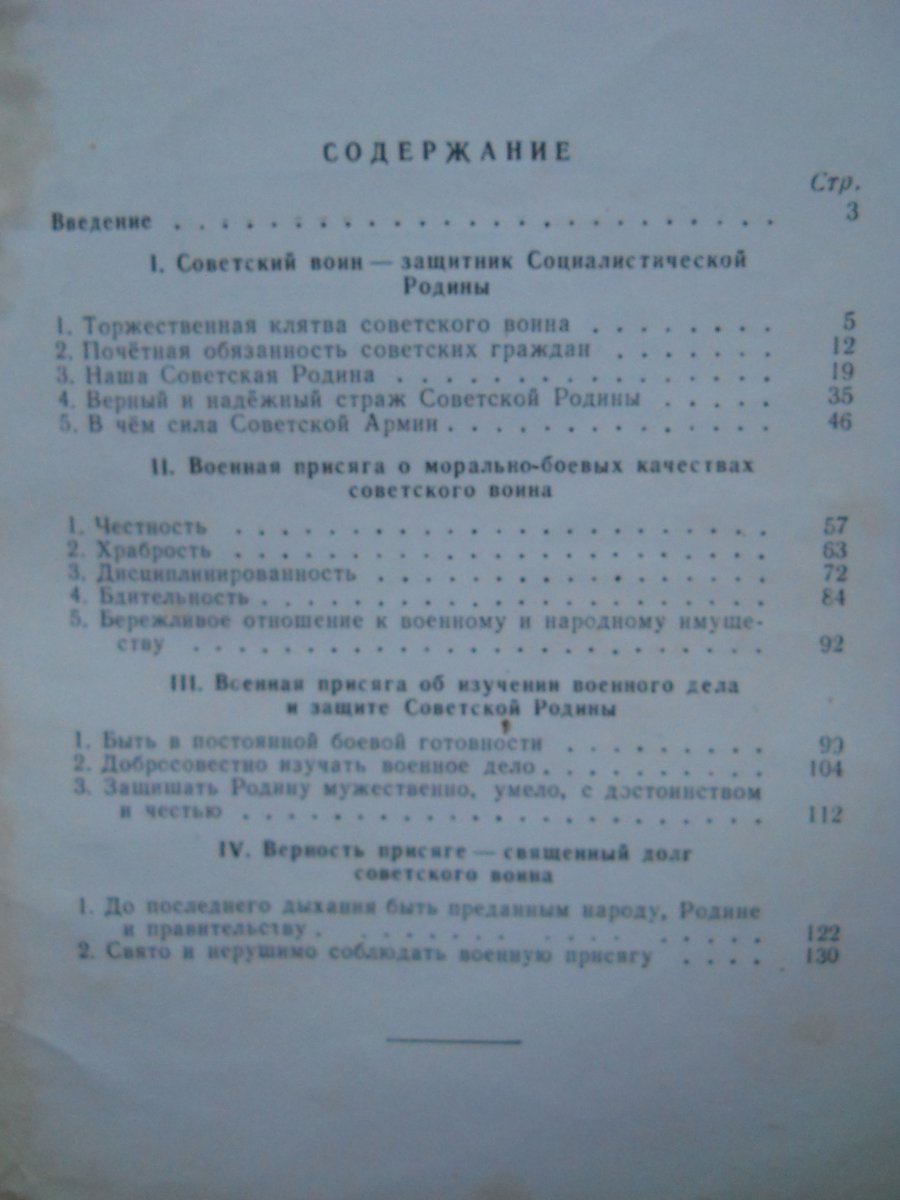 СОДЕРЖАНИЕ
Стр.
Введение . . . . . . . . . . . . . . . . . . . . . . . . . . 3
I. Советский воин — защитник Социалистической
Родины
1. Торжественная клятва советского воина . . . . . . . . 5
2. Почётная обязанность советских граждан . . . . . . . 12
3. Наша Советская Родина . . . . . . . . . . . . . . . . 19
4. Верный и надёжный страж Советской Родины . . . . . 35
5. В чём сила Советской Армии . . . . . . . . . . . . . . 46
II. Военная присяга о морально-боевых качествах
советского воина
1. Честность . . . . . . . . . . . . . . . . . . . . . . . 57
2. Храбрость . . . . . . . . . . . . . . . . . . . . . . . 63
3. Дисциплинированность . . . . . . . . . . . . . . . . . 72
4. Бдительность . . . . . . . . . . . . . . . . . . . . . . 84
5. Бережливое отношение к военному и народному имуще-
ству . . . . . . . . . . . . . . . . . . . . . . . . 92
III. Военная присяга об изучении военного дела
и защите Советской Родины
1. Быть в постоянной боевой готовности . . . . . . . . . 99
2. Добросовестно изучать военное дело . . . . . . . . . . 104
3. Защищать Родину мужественно, умело, с достоинством
и честью . . . . . . . . . . . . . . . . . . . . . . 112
IV. Верность присяге — священный долг
советского воина
1. До последнего дыхания быть преданным народу, Родине
и правительству . . . . . . . . . . . . . . . . . . 122
2. Свято и нерушимо соблюдать военную присягу . . . . 130